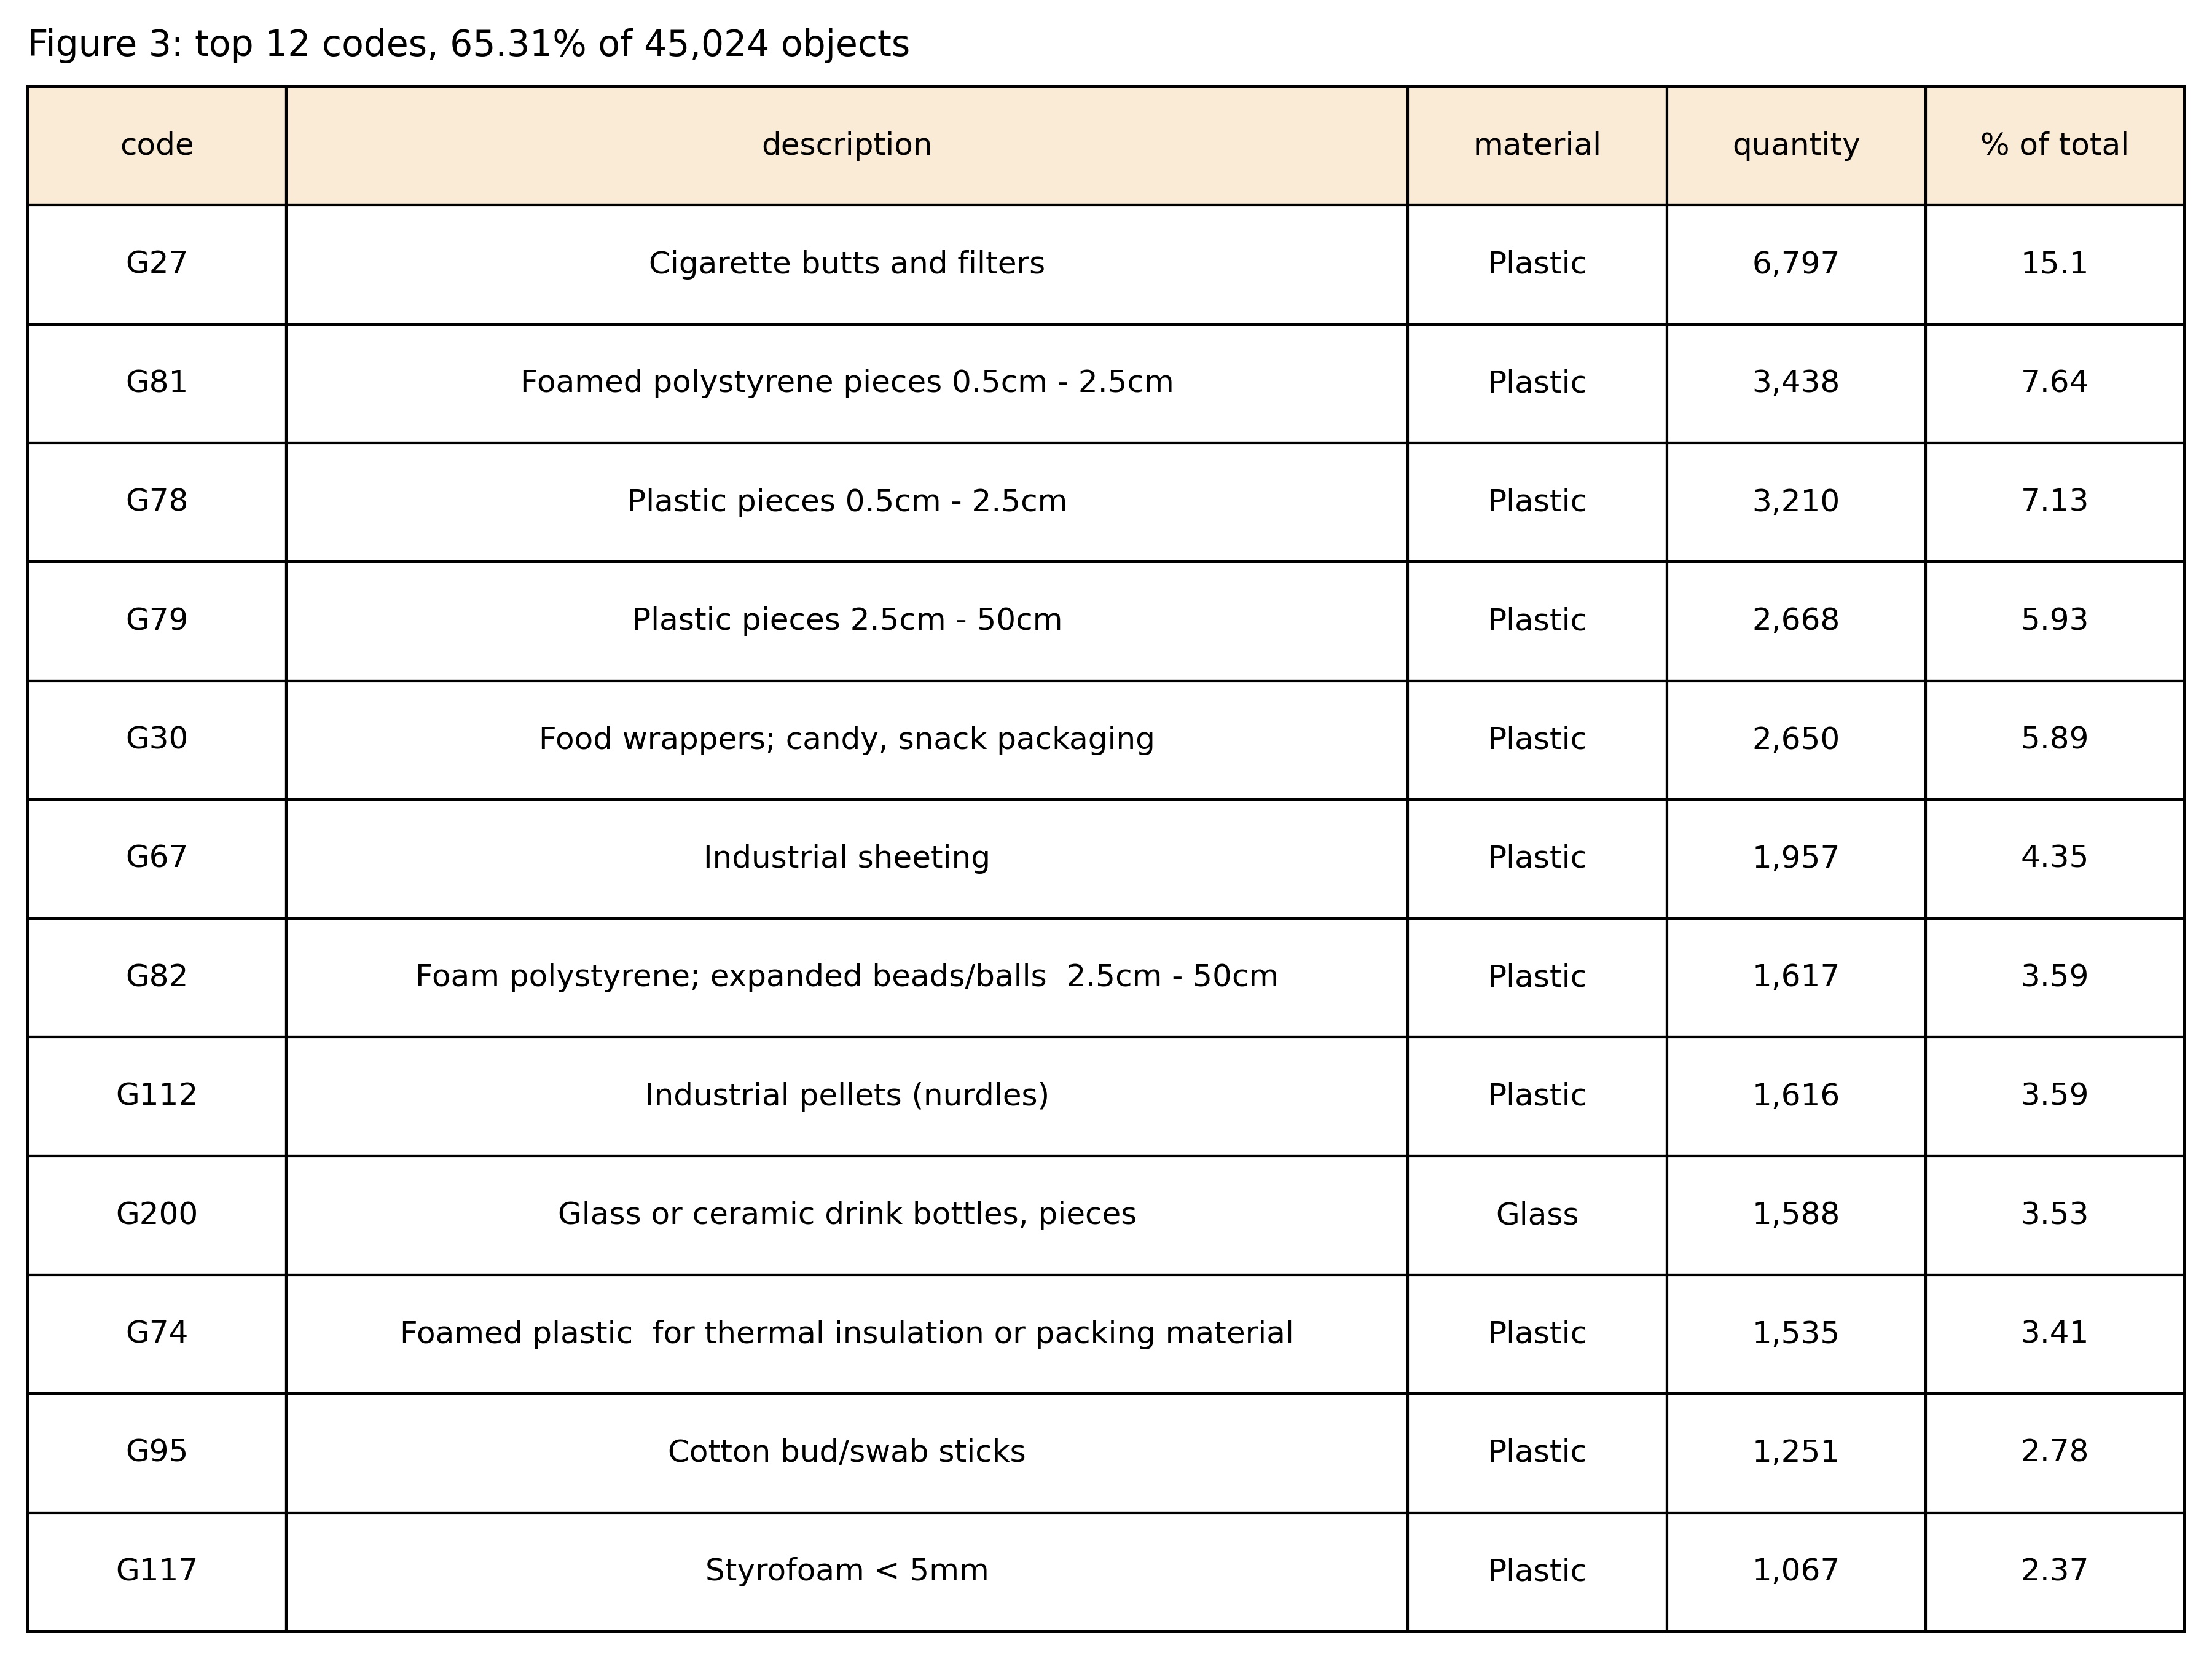 Figure 3: top 12 codes, 65.31% of 45,024 objects
code description material quantity % of total
G27 Cigarette butts and filters Plastic 6,797 15.1
G81 Foamed polystyrene pieces 0.5cm - 2.5cm Plastic 3,438 7.64
G78 Plastic pieces 0.5cm - 2.5cm Plastic 3,210 7.13
G79 Plastic pieces 2.5cm - 50cm Plastic 2,668 5.93
G30 Food wrappers; candy, snack packaging Plastic 2,650 5.89
G67 Industrial sheeting Plastic 1,957 4.35
G82 Foam polystyrene; expanded beads/balls  2.5cm - 50cm Plastic 1,617 3.59
G112 Industrial pellets (nurdles) Plastic 1,616 3.59
G200 Glass or ceramic drink bottles, pieces Glass 1,588 3.53
G74 Foamed plastic  for thermal insulation or packing material Plastic 1,535 3.41
G95 Cotton bud/swab sticks Plastic 1,251 2.78
G117 Styrofoam < 5mm Plastic 1,067 2.37